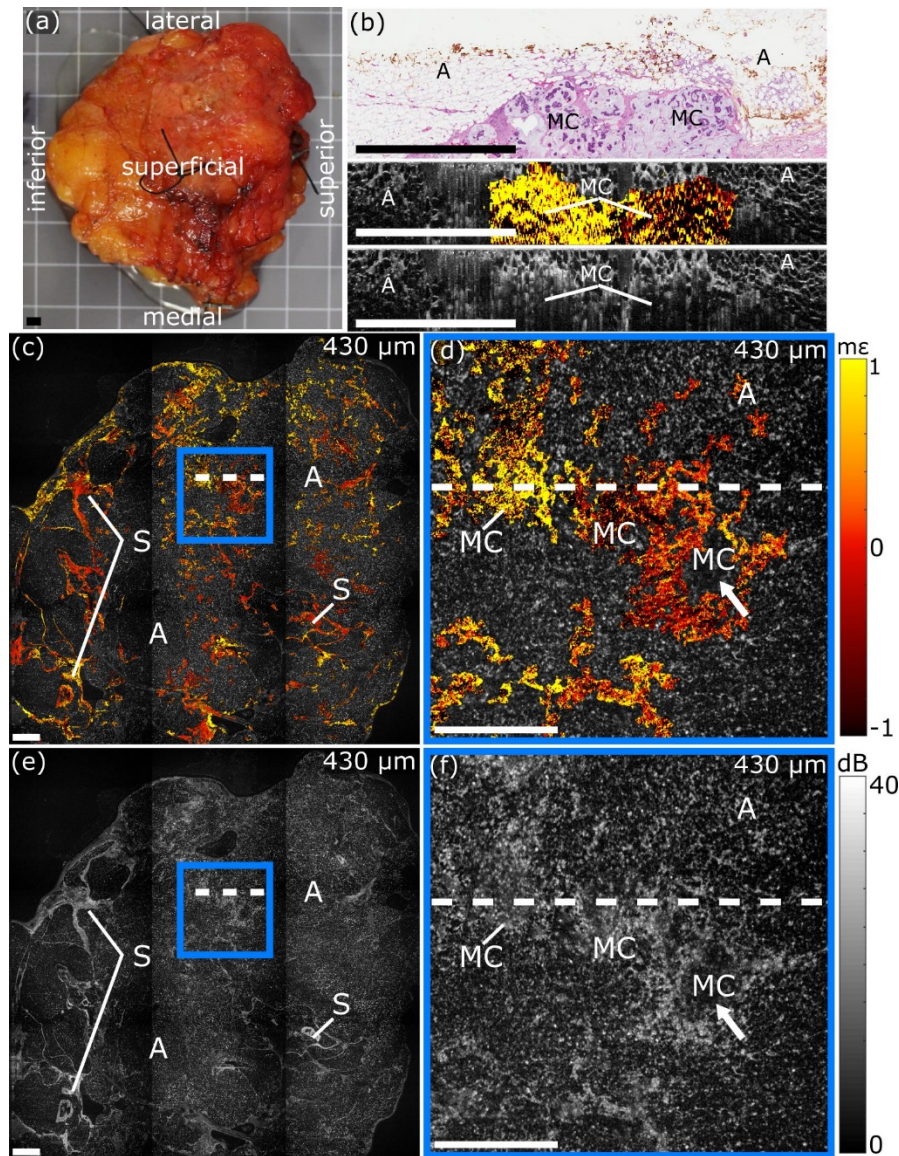 (a)
lateral
inferior
superficial
superior
medial
(b)
A
A
MC
MC
A
MC
A
A
MC
A
(c)
430 µm
S
A
S
A
(d)
430 µm
A
MC
MC
MC
mε
1
0
-1
(e)
430 µm
S
A
S
A
(f)
430 µm
A
MC
MC
MC
dB
40
0